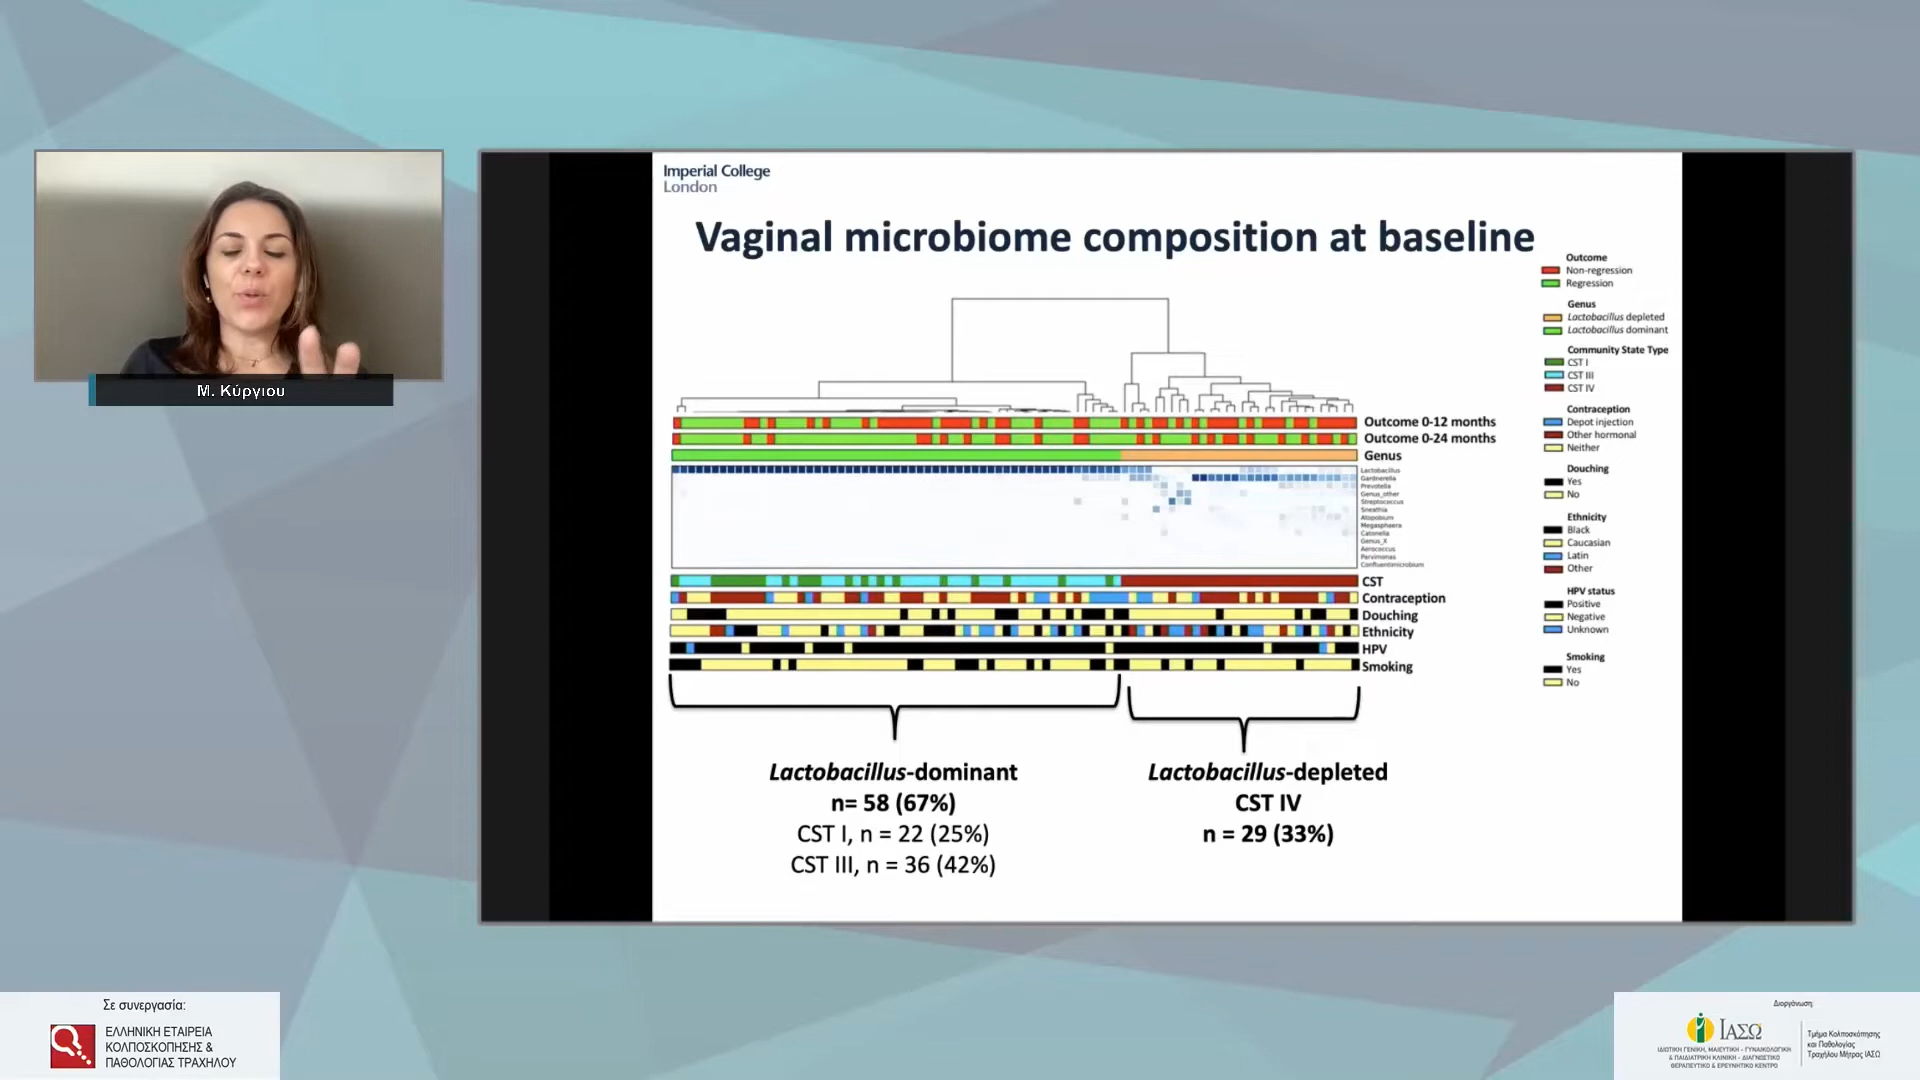 M. Κύργιου
Imperial College
London
Vaginal microbiome composition at baseline
Outcome
Non-regression
Regression
Genus
Lactobacillus depleted
Lactobacillus dominant
Community State Type
CST I
CST III
CST IV
Contraception
Depot injection
Other hormonal
Neither
Douching
Yes
No
Ethnicity
Black
Caucasian
Latin
Other
HPV status
Positive
Negative
Unknown
Smoking
Yes
No
Outcome 0-12 months
Outcome 0-24 months
Genus
Lactobacillus
Gardnerella
Prevotella
Genus_other
Streptococcus
Sneathia
Atopobium
Megasphaera
Catonella
Genus_X
Aerococcus
Parvimonas
Confluentimicrobium
CST
Contraception
Douching
Ethnicity
HPV
Smoking
Lactobacillus-dominant
n= 58 (67%)
CST I, n = 22 (25%)
CST III, n = 36 (42%)
Lactobacillus-depleted
CST IV
n = 29 (33%)
Σε συνεργασία:
ΕΛΛΗΝΙΚΗ ΕΤΑΙΡΕΙΑ
ΚΟΛΠΟΣΚΟΠΗΣΗΣ &
ΠΑΘΟΛΟΓΙΑΣ ΤΡΑΧΗΛΟΥ
Διοργάνωση:
ΙΑΣΩ
ΙΔΙΩΤΙΚΗ ΓΕΝΙΚΗ, ΜΑΙΕΥΤΙΚΗ - ΓΥΝΑΙΚΟΛΟΓΙΚΗ
& ΠΑΙΔΙΑΤΡΙΚΗ ΚΛΙΝΙΚΗ - ΔΙΑΓΝΩΣΤΙΚΟ
ΘΕΡΑΠΕΥΤΙΚΟ & ΕΡΕΥΝΗΤΙΚΟ ΚΕΝΤΡΟ
Τμήμα Κολποσκόπησης
και Παθολογίας
Τραχήλου Μήτρας ΙΑΣΩ